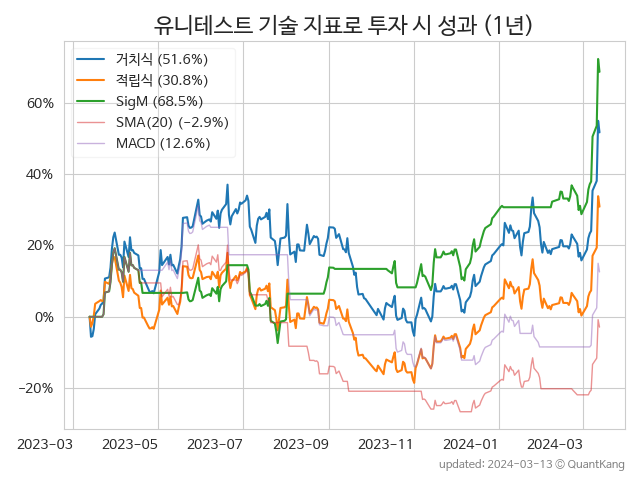 유니테스트 기술 지표로 투자 시 성과 (1년)
거치식 (51.6%)
적립식 (30.8%)
SigM (68.5%)
SMA(20) (−2.9%)
MACD (12.6%)
60%
40%
20%
0%
−20%
2023-03 2023-05 2023-07 2023-09 2023-11 2024-01 2024-03
updated: 2024-03-13 ⓒ QuantKang